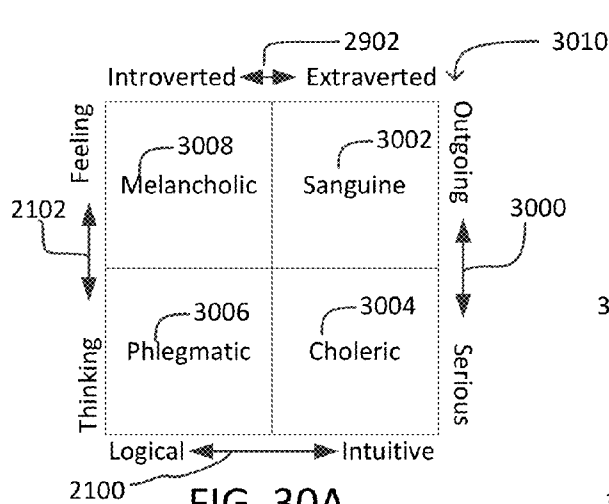 2902
3010
Introverted Extraverted
Feeling
Outgoing
3008
3002
Melancholic
Sanguine
2102
3000
3006
3004
3
Phlegmatic
Choleric
Thinking
Serious
Logical
Intuitive
2100
FIG. 30A